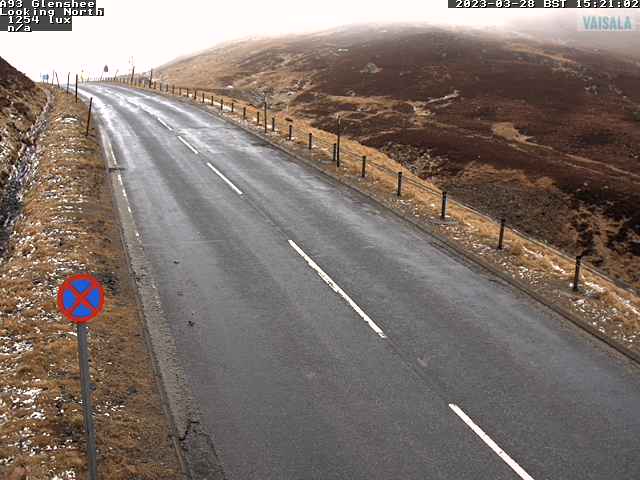 A93 Glenshee
Looking North
1254 lux
n/a
2023-03-28 BST 15:21:02
VAISALA